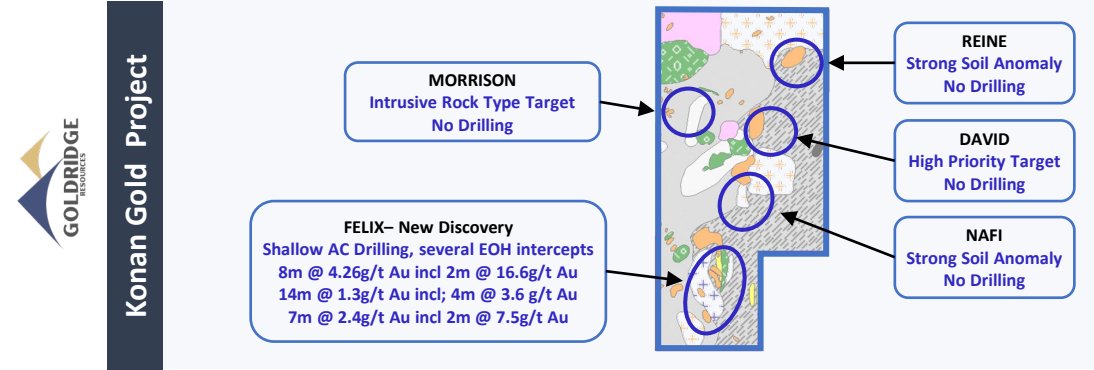 GOLDRIDGE
RESOURCES
Konan Gold Project
MORRISON
Intrusive Rock Type Target
No Drilling
FELIX– New Discovery
Shallow AC Drilling, several EOH intercepts
8m @ 4.26g/t Au incl 2m @ 16.6g/t Au
14m @ 1.3g/t Au incl; 4m @ 3.6 g/t Au
7m @ 2.4g/t Au incl 2m @ 7.5g/t Au
REINE
Strong Soil Anomaly
No Drilling
DAVID
High Priority Target
No Drilling
NAFI
Strong Soil Anomaly
No Drilling